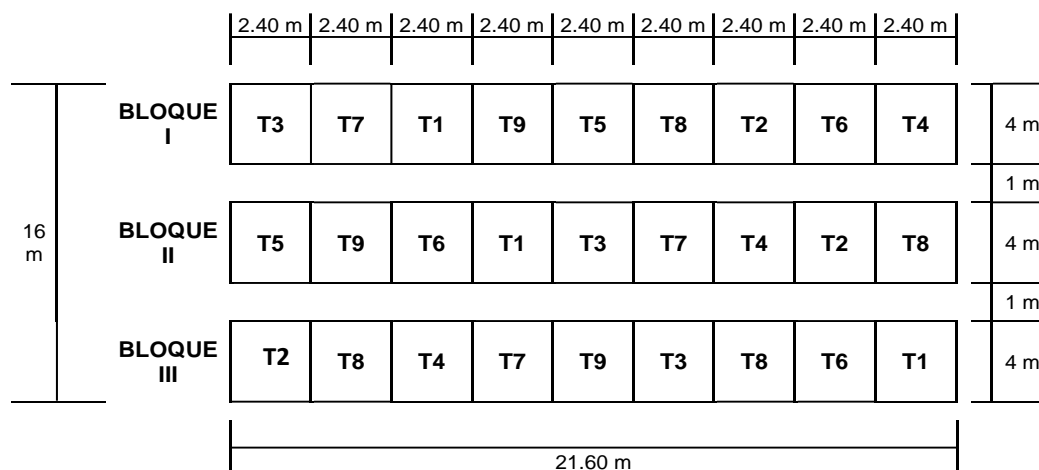 2.40 m 2.40 m 2.40 m 2.40 m 2.40 m 2.40 m 2.40 m 2.40 m 2.40 m
BLOQUE
I
T3 T7 T1 T9 T5 T8 T2 T6 T4
4 m
1 m
16
m
BLOQUE
II
T5 T9 T6 T1 T3 T7 T4 T2 T8
4 m
1 m
BLOQUE
III
T2 T8 T4 T7 T9 T3 T8 T6 T1
4 m
21.60 m